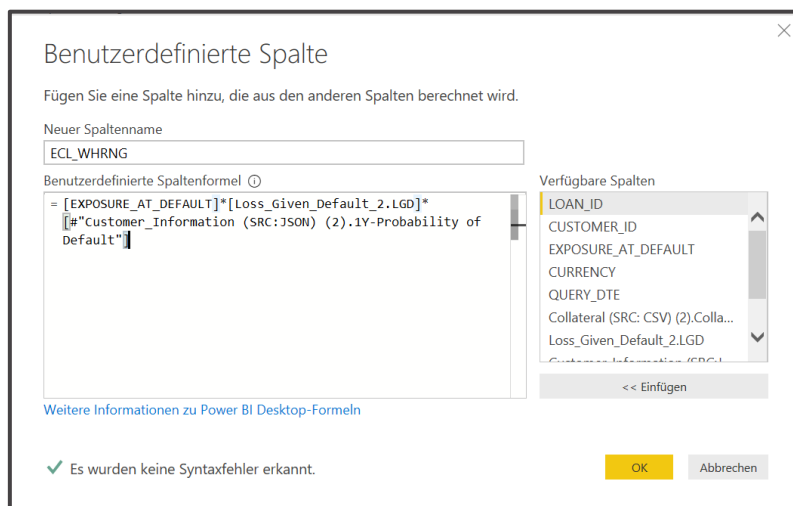 Benutzerdefinierte Spalte
Fügen Sie eine Spalte hinzu, die aus den anderen Spalten berechnet wird.
Neuer Spaltenname
ECL_WHRNG
Benutzerdefinierte Spaltenformel
Verfügbare Spalten
= [EXPOSURE_AT_DEFAULT]*[Loss_Given_Default_2.LGD]*
[#"Customer_Information (SRC:JSON) (2).1Y-Probability of
Default"]
LOAN_ID
CUSTOMER_ID
EXPOSURE_AT_DEFAULT
CURRENCY
QUERY_DTE
Collateral (SRC: CSV) (2).Colla...
Loss_Given_Default_2.LGD
<< Einfügen
Weitere Informationen zu Power BI Desktop-Formeln
Es wurden keine Syntaxfehler erkannt.
OK
Abbrechen